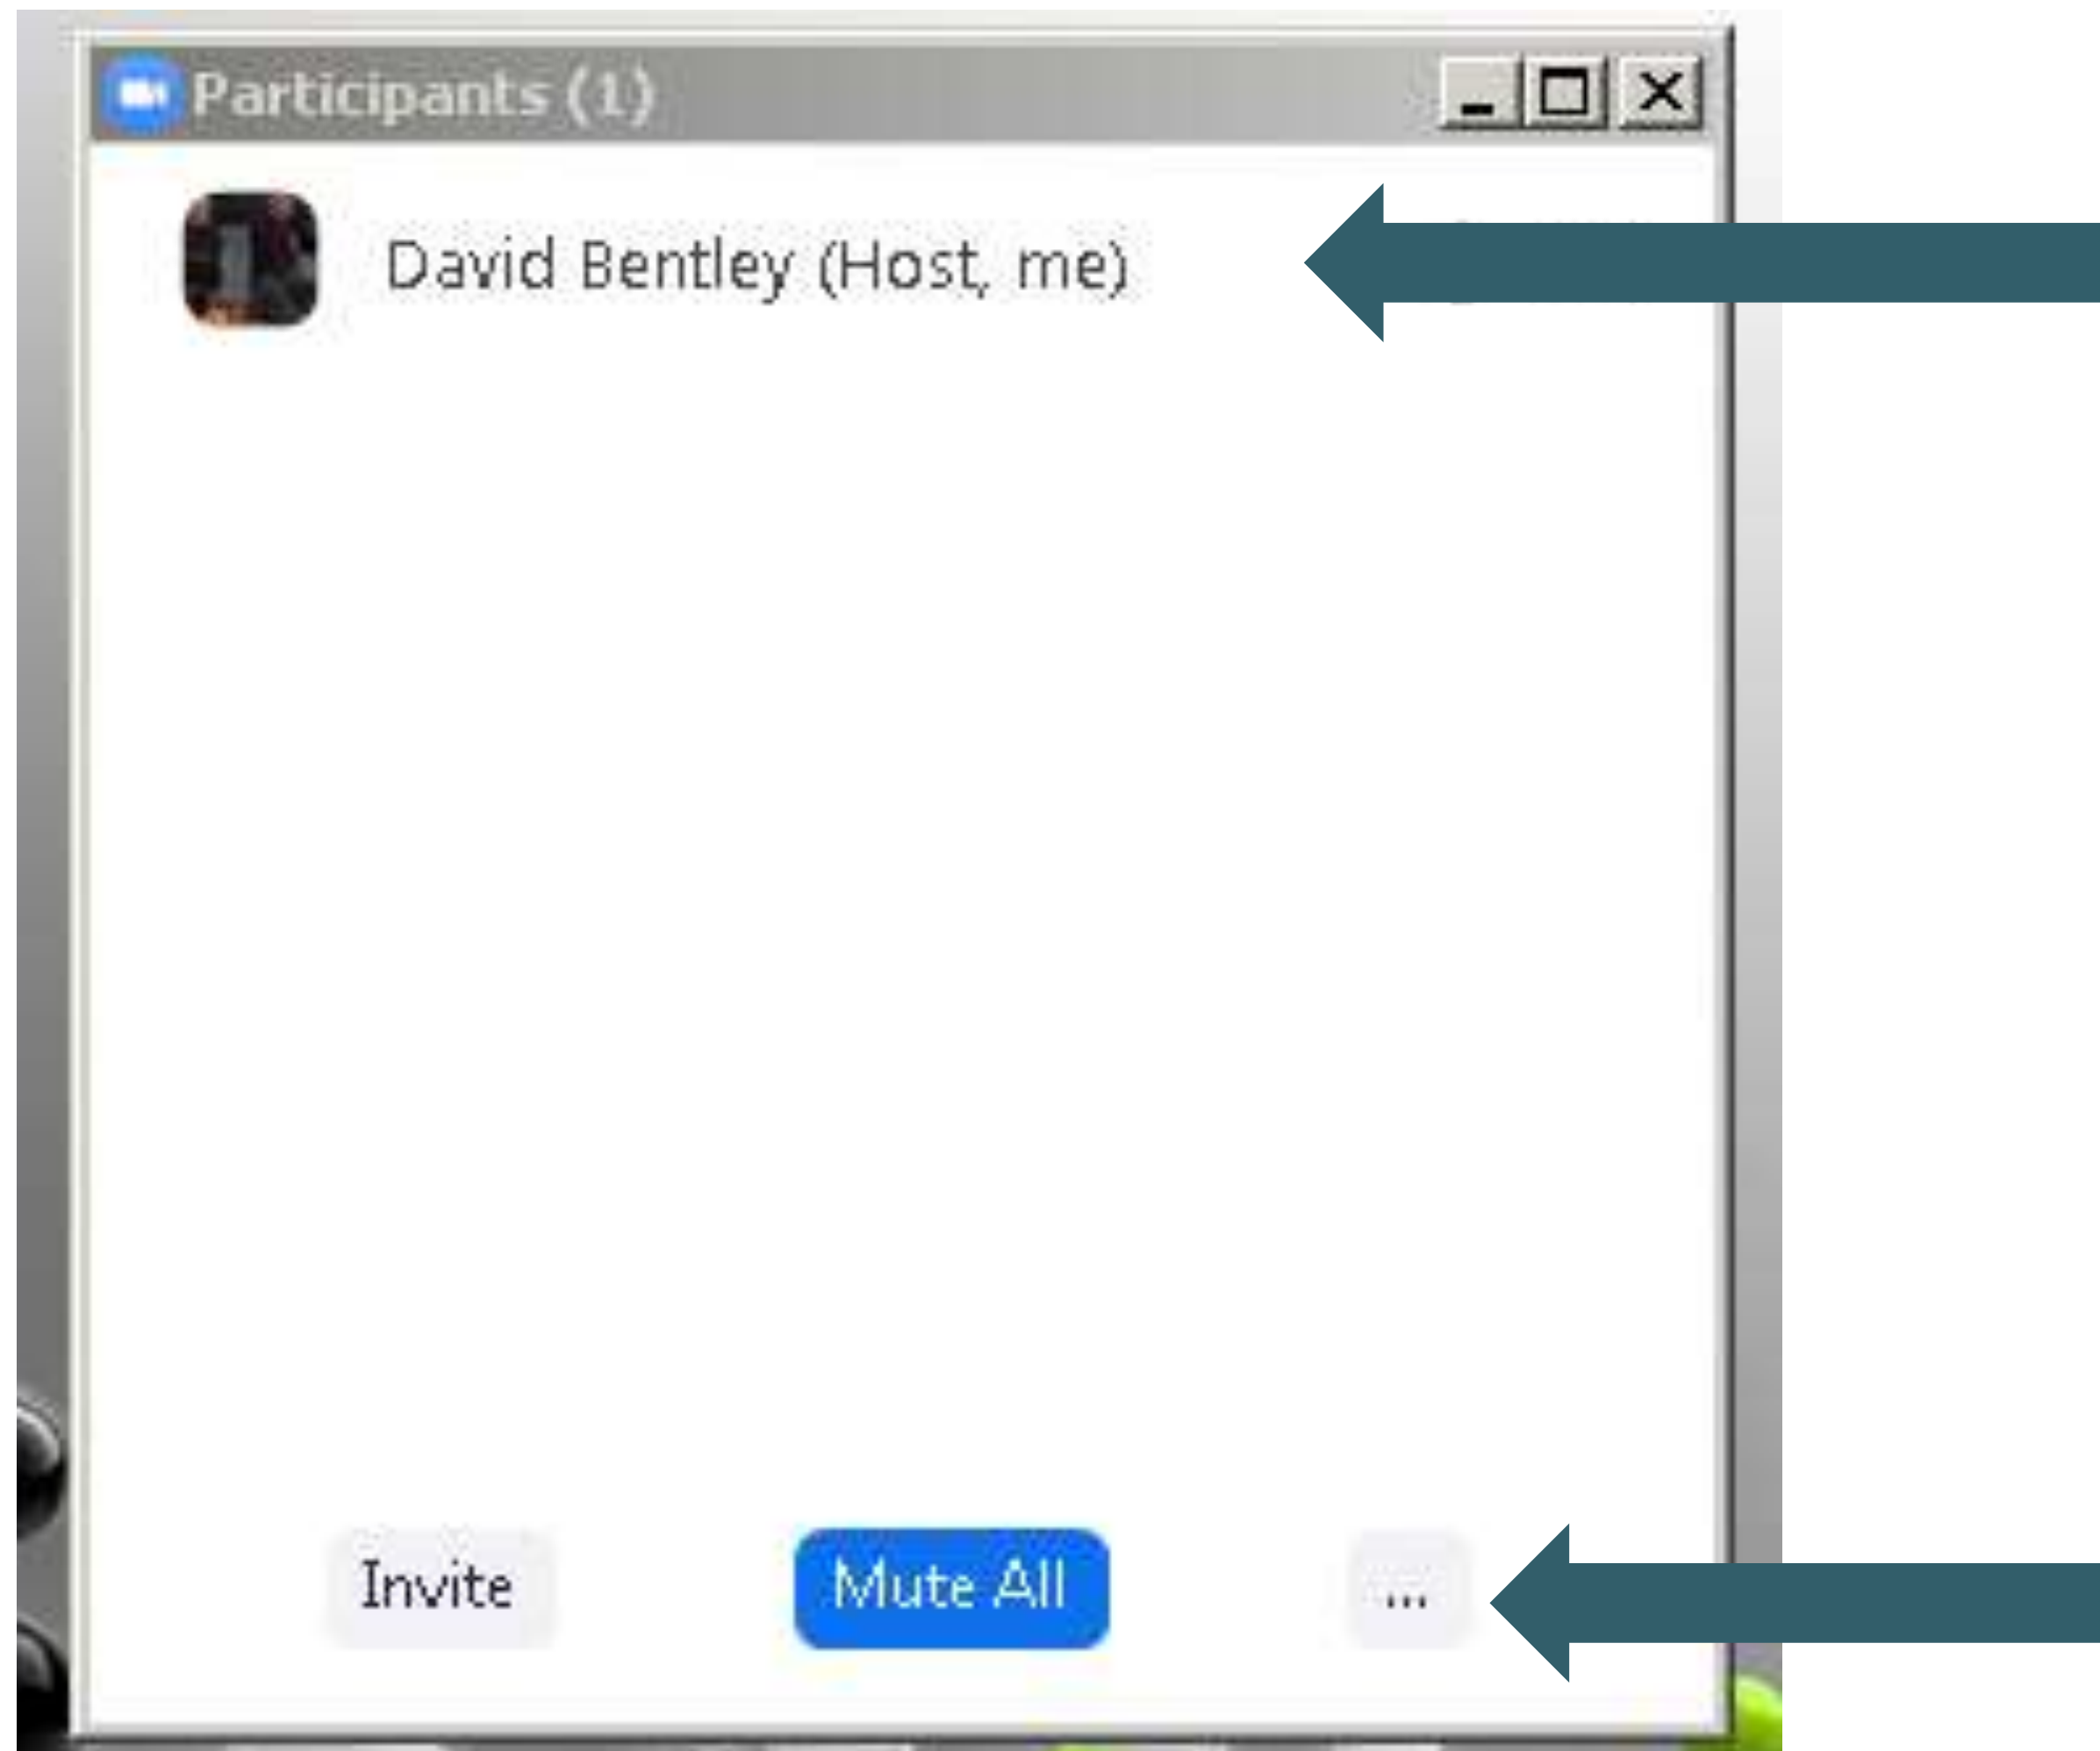 Participants (1)
David Bentley (Host, me)
Invite
Mute All
...